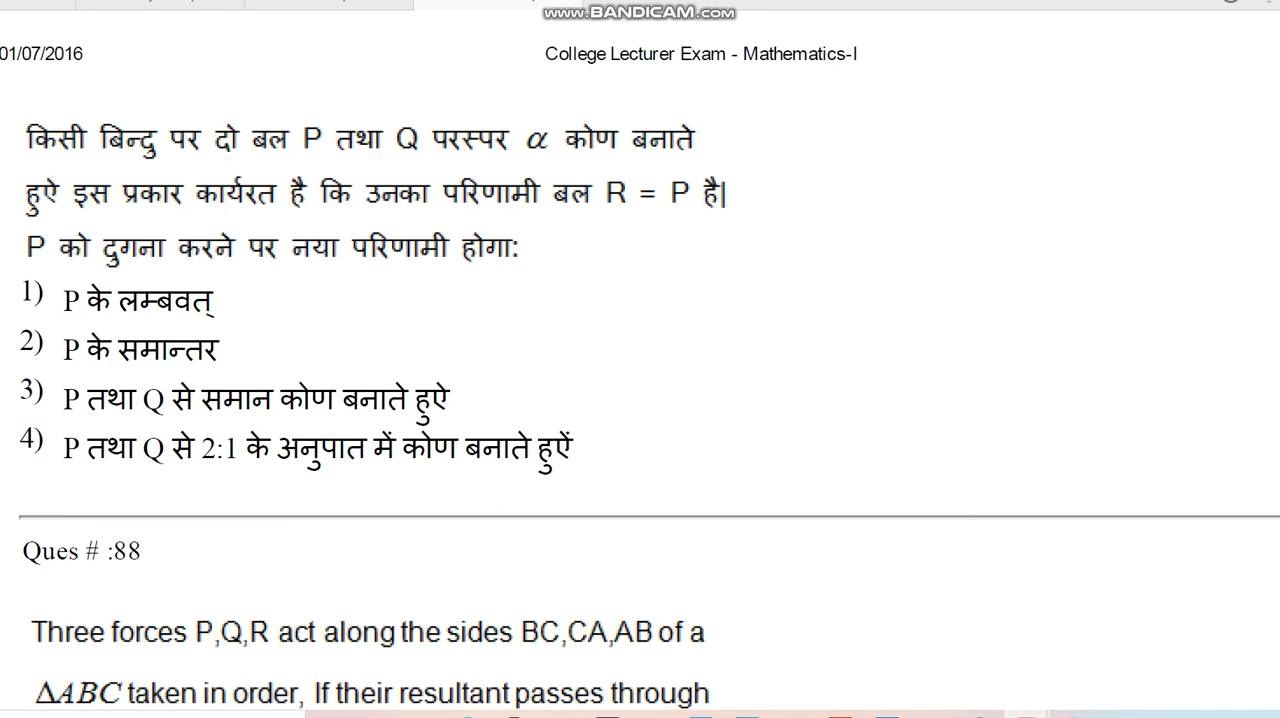 www.BANDICAM.com
01/07/2016 College Lecturer Exam - Mathematics-I
किसी बिन्दु पर दो बल P तथा Q परस्पर α कोण बनाते
हुऐ इस प्रकार कार्यरत है कि उनका परिणामी बल R = P है|
P को दुगना करने पर नया परिणामी होगा:
1) P के लम्बवत्
2) P के समान्तर
3) P तथा Q से समान कोण बनाते हुऐ
4) P तथा Q से 2:1 के अनुपात में कोण बनाते हुऐं
Ques # :88
Three forces P,Q,R act along the sides BC,CA,AB of a
ΔABC taken in order, If their resultant passes through